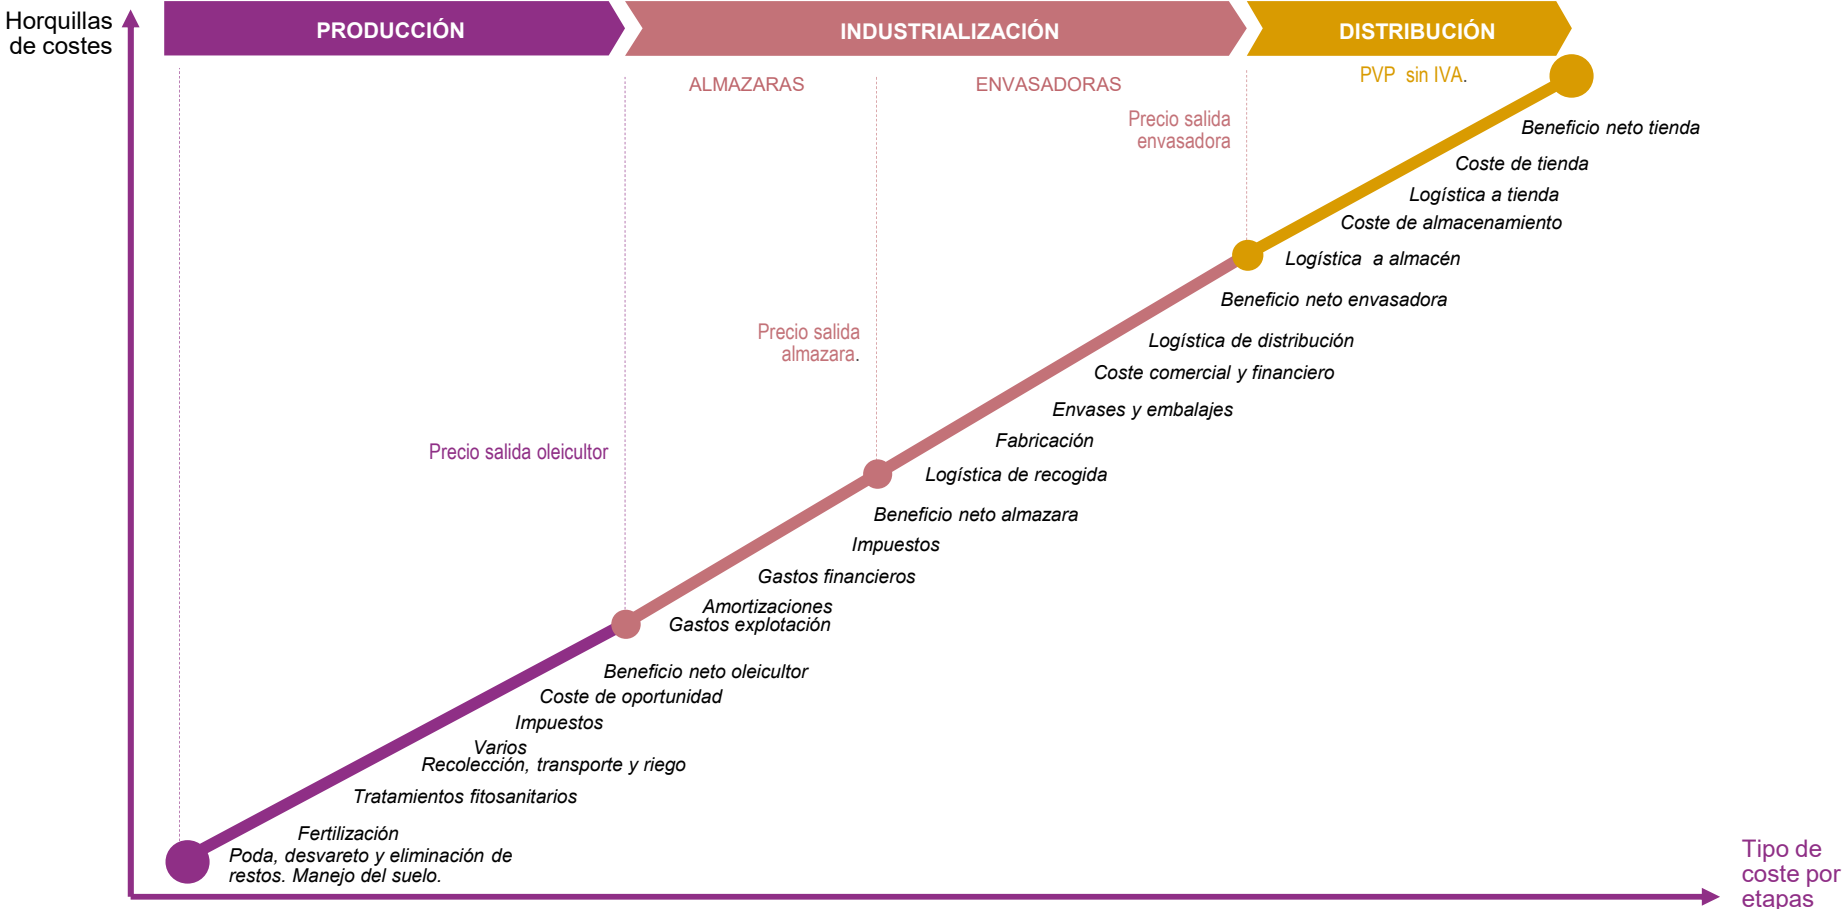 Horquillas
de costes
PRODUCCIÓN
INDUSTRIALIZACIÓN
DISTRIBUCIÓN
ALMAZARAS
ENVASADORAS
PVP sin IVA.
Precio salida
envasadora
Beneficio neto tienda
Coste de tienda
Logística a tienda
Coste de almacenamiento
Logística a almacén
Beneficio neto envasadora
Precio salida
almazara.
Logística de distribución
Coste comercial y financiero
Envases y embalajes
Fabricación
Precio salida oleicultor
Logística de recogida
Beneficio neto almazara
Impuestos
Gastos financieros
Amortizaciones
Gastos explotación
Beneficio neto oleicultor
Coste de oportunidad
Impuestos
Varios
Recolección, transporte y riego
Tratamientos fitosanitarios
Fertilización
Poda, desvareto y eliminación de
restos. Manejo del suelo.
Tipo de
coste por
etapas